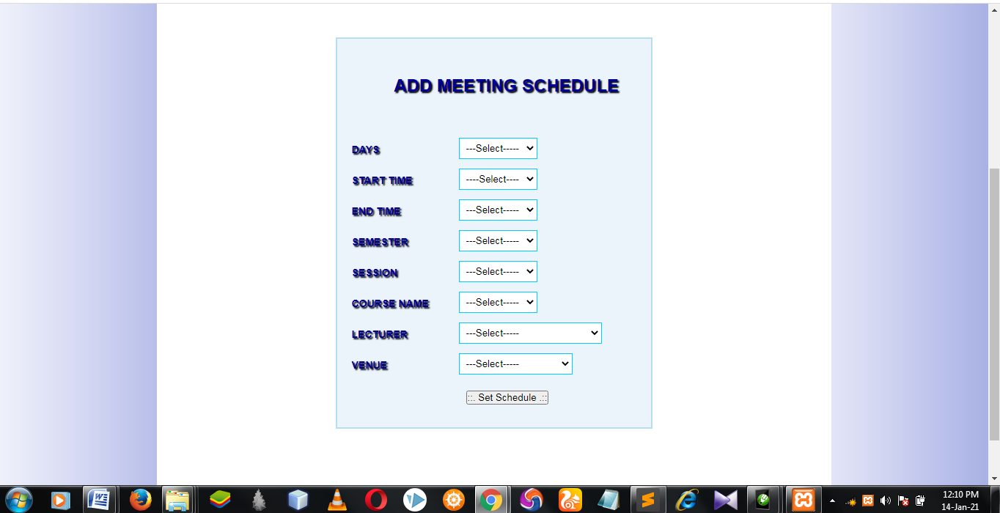 ADD MEETING SCHEDULE
DAYS ---Select-----
START TIME ----Select----
END TIME ---Select-----
SEMESTER ---Select-----
SESSION ---Select-----
COURSE NAME ---Select-----
LECTURER ---Select-----
VENUE ---Select-----
::. Set Schedule .::
12:10 PM
14-Jan-21